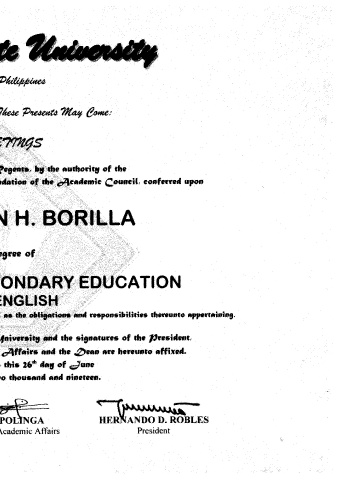 te University
Philippines
These Presents May Come:
ETINGS
Regents, by the authority of the
ndation of the Academic Council, conferred upon
N H. BORILLA
egree of
ONDARY EDUCATION
ENGLISH
as the obligations and responsibilities thereunto appertaining.
University and the signatures of the President,
Affairs and the Dean are hereunto affixed.
this 26th day of June
wo thousand and nineteen.
POLINGA
Academic Affairs
HERNANDO D. ROBLES
President